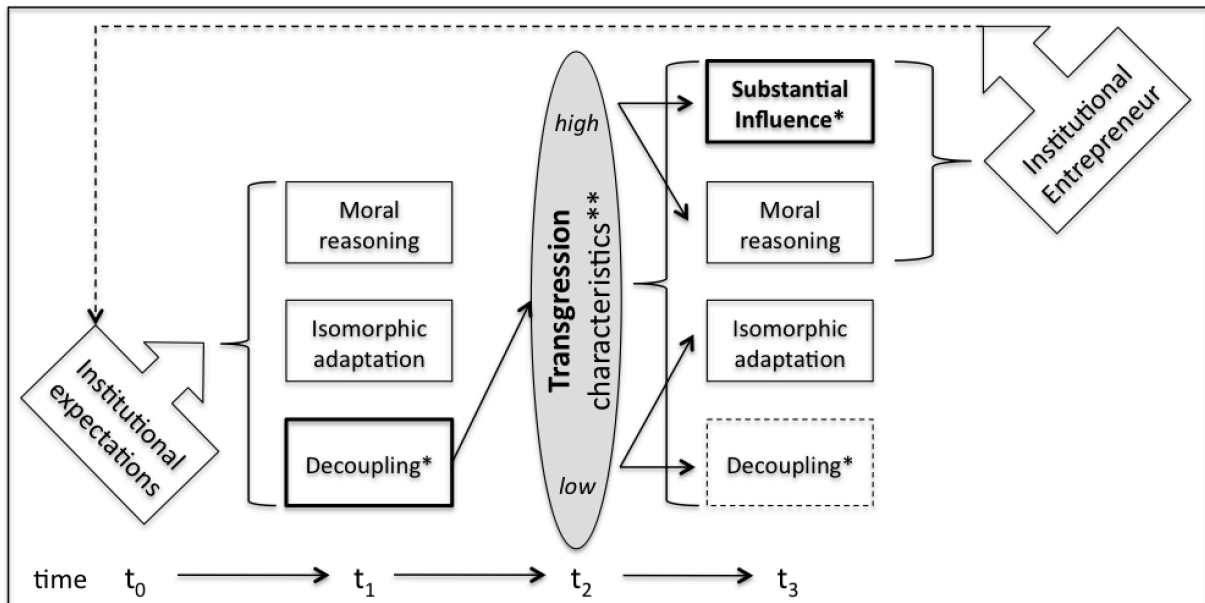 Institutional
expectations
Moral
reasoning
Isomorphic
adaptation
Decoupling*
high
Transgression
characteristics**
low
Substantial
Influence*
Moral
reasoning
Isomorphic
adaptation
Decoupling*
Institutional
Entrepreneur
time t₀ t₁ t₂ t₃